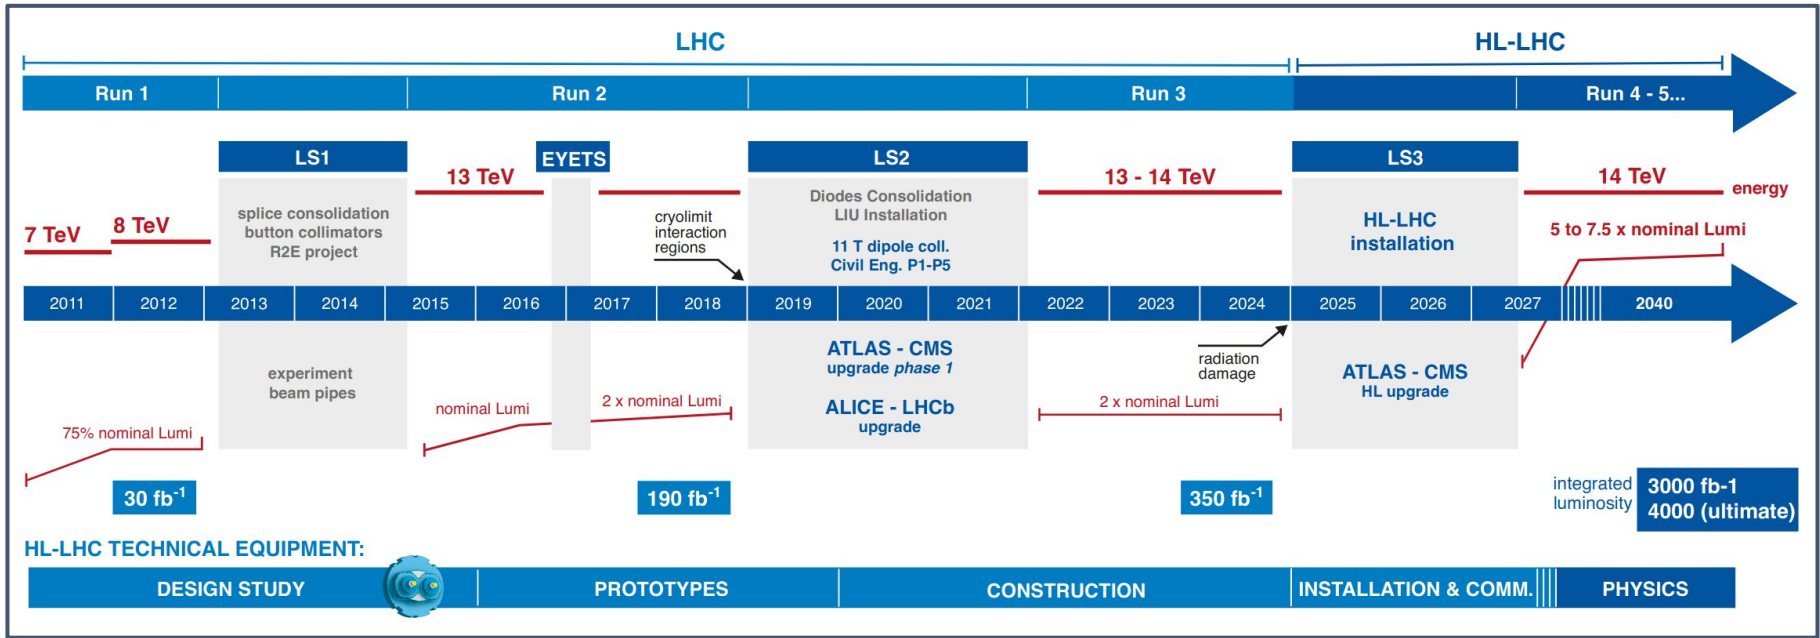 LHC
HL-LHC
Run 1
Run 2
Run 3
Run 4 - 5...
LS1
EYETS
LS2
LS3
13 TeV
13 - 14 TeV
14 TeV
energy
7 TeV
8 TeV
splice consolidation
button collimators
R2E project
cryolimit
interaction
regions
Diodes Consolidation
LIU Installation
11 T dipole coll.
Civil Eng. P1-P5
HL-LHC
installation
5 to 7.5 x nominal Lumi
2011
2012
2013
2014
2015
2016
2017
2018
2019
2020
2021
2022
2023
2024
2025
2026
2027
2040
experiment
beam pipes
ATLAS - CMS
upgrade phase 1
ALICE - LHCb
upgrade
radiation
damage
ATLAS - CMS
HL upgrade
75% nominal Lumi
nominal Lumi
2 x nominal Lumi
2 x nominal Lumi
30 fb⁻¹
190 fb⁻¹
350 fb⁻¹
integrated
luminosity
3000 fb-1
4000 (ultimate)
HL-LHC TECHNICAL EQUIPMENT:
DESIGN STUDY
PROTOTYPES
CONSTRUCTION
INSTALLATION & COMM.
PHYSICS